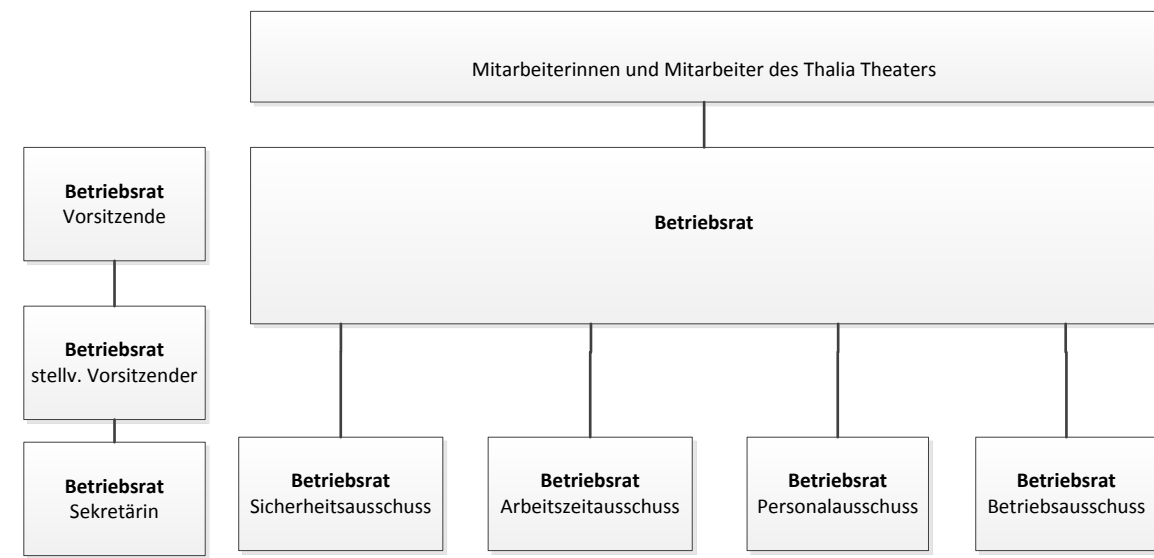 Mitarbeiterinnen und Mitarbeiter des Thalia Theaters
Betriebsrat
Vorsitzende
Betriebsrat
Betriebsrat
stellv. Vorsitzender
Betriebsrat
Sekretärin
Betriebsrat
Sicherheitsausschuss
Betriebsrat
Arbeitszeitausschuss
Betriebsrat
Personalausschuss
Betriebsrat
Betriebsausschuss